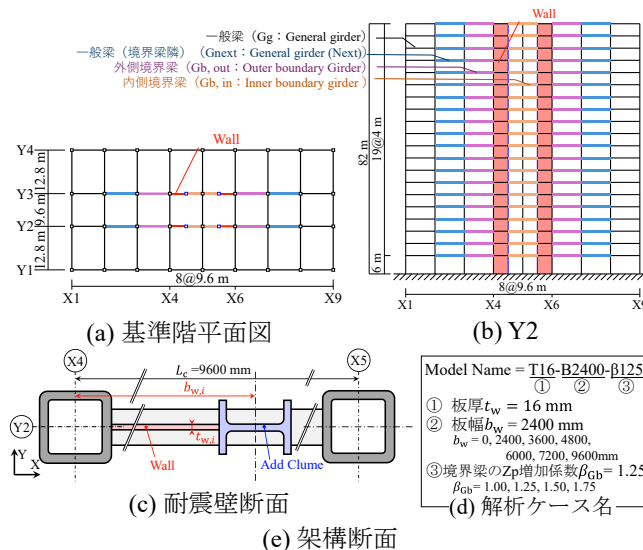 Wall
一般梁 (Gg : General girder)
一般梁（境界梁隣） (Gnext : General girder (Next))
外側境界梁 (Gb, out : Outer boundary Girder)
内側境界梁 (Gb, in : Inner boundary girder )
Wall
Y4
Y3
Y2
Y1
12.8 m
9.6 m
12.8 m
8@9.6 m
X1
X4
X6
X9
(a) 基準階平面図
82 m
19@4 m
6 m
8@9.6 m
X1
X4
X6
X9
(b) Y2
X4
X5
Lc =9600 mm
bw,i
Y2
tw,i
Y
X
Wall
Add Clume
(c) 耐震壁断面
Model Name = T16-B2400-β125
① ② ③
① 板厚tw = 16 mm
② 板幅bw = 2400 mm
bw = 0, 2400, 3600, 4800,
6000, 7200, 9600mm
③境界梁のZp増加係数βGb= 1.25
βGb= 1.00, 1.25, 1.50, 1.75
(d) 解析ケース名
(e) 架構断面